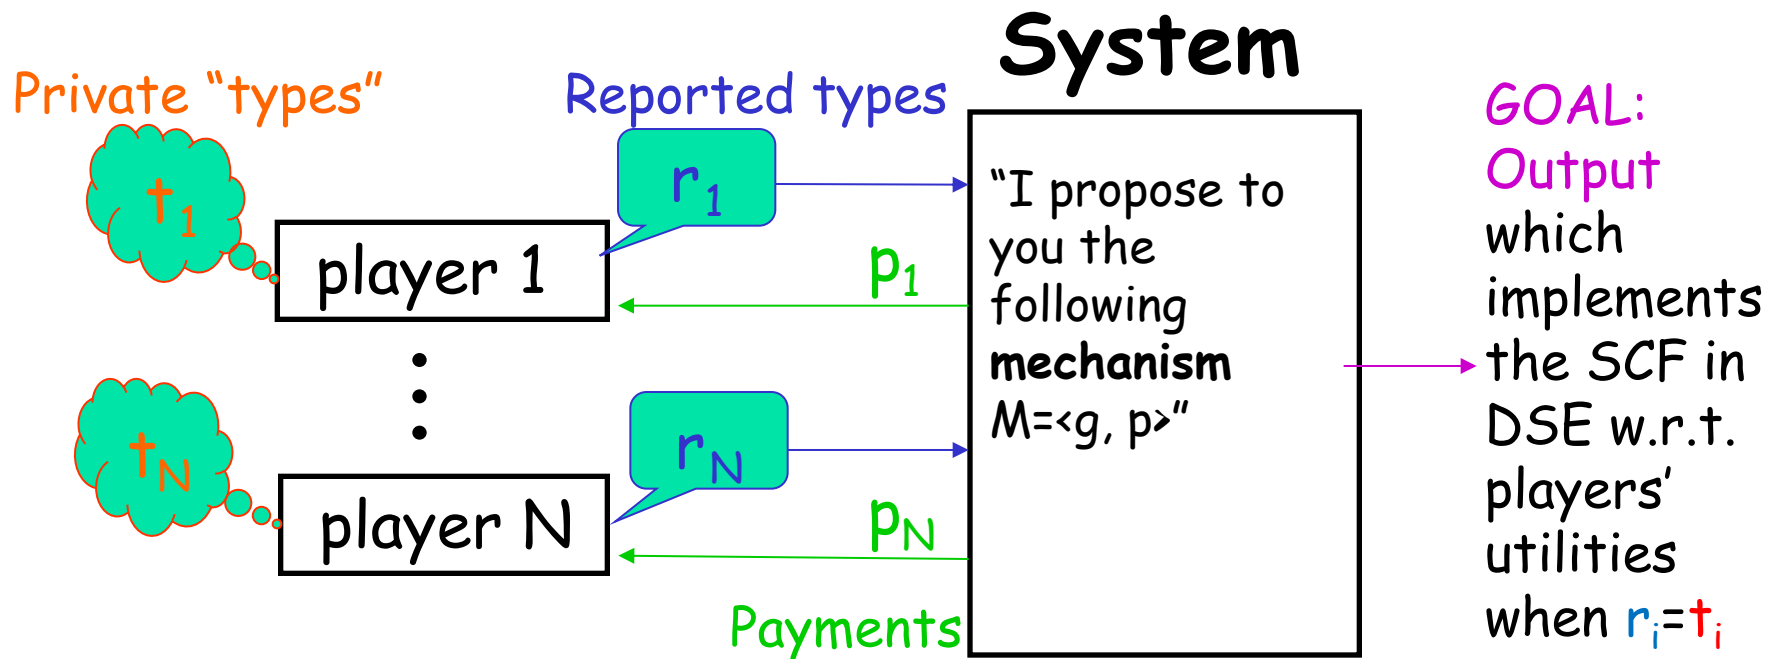 System
Private “types”
Reported types
t1
r1
player 1
p1
tN
rN
player N
pN
Payments
“I propose to
you the
following
mechanism
M=<g, p>”
GOAL:
Output
which
implements
the SCF in
DSE w.r.t.
players’
utilities
when ri=ti